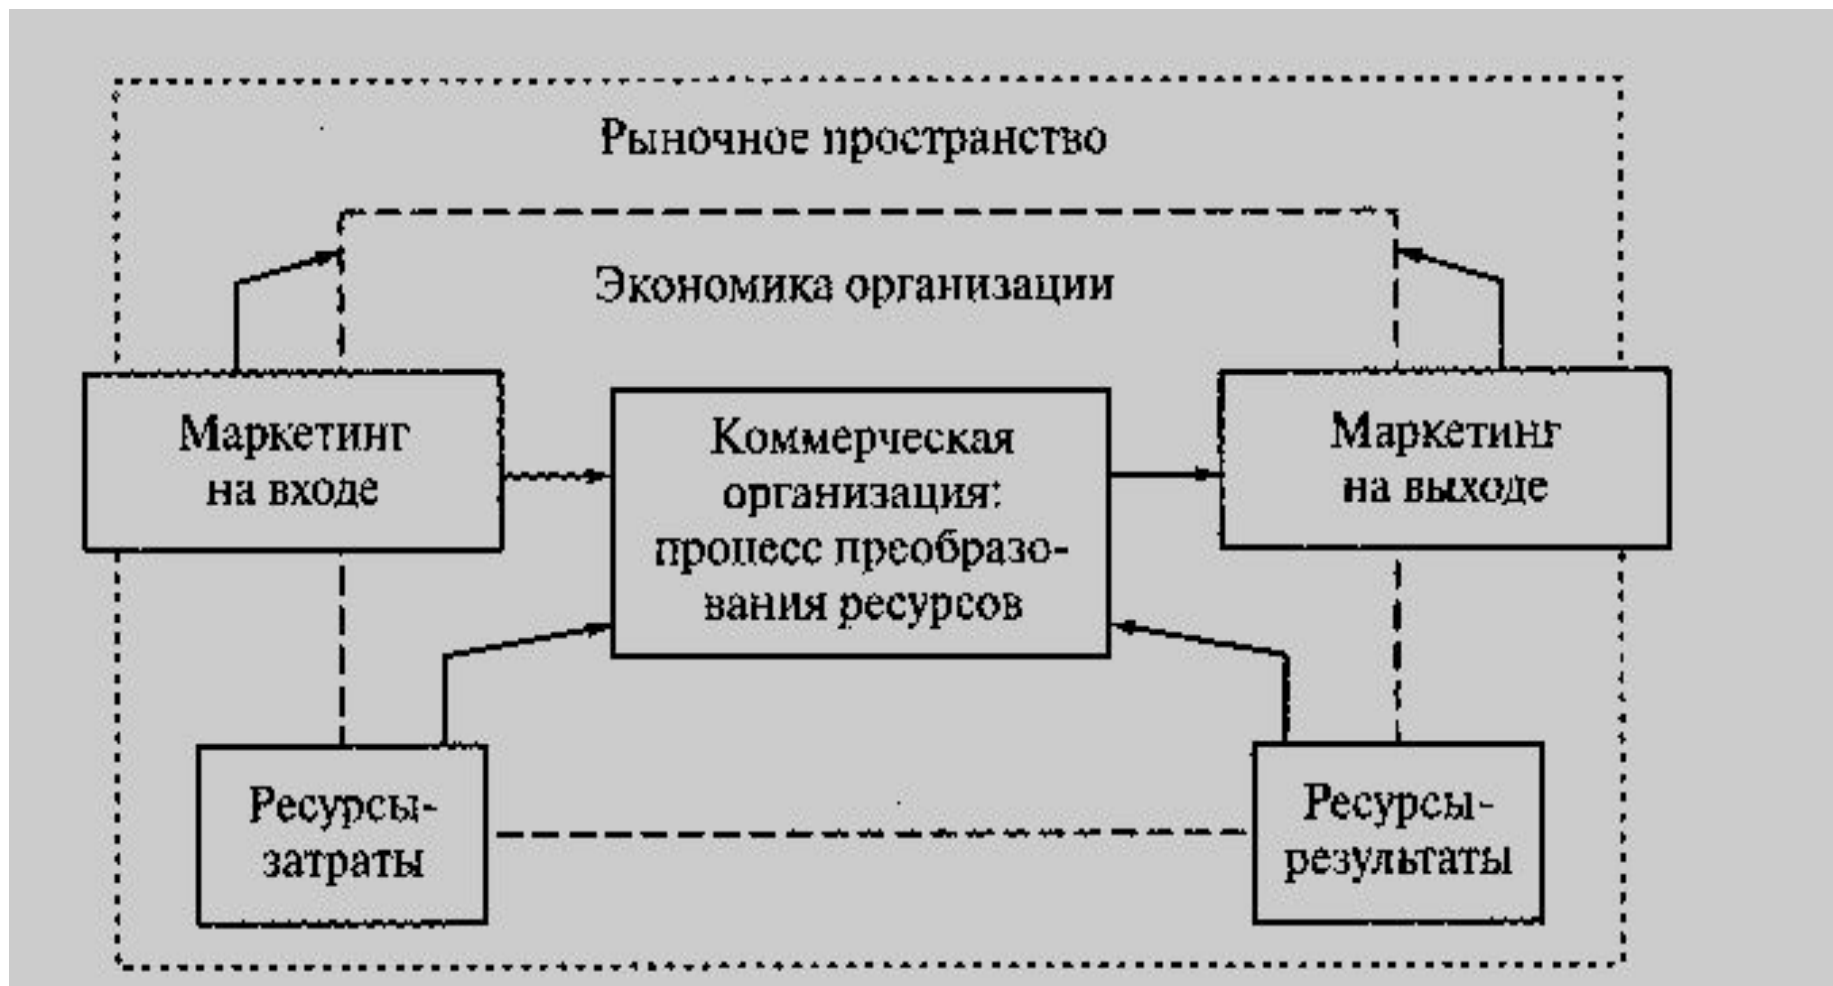 Рыночное пространство
Экономика организации
Маркетинг
на входе
Коммерческая
организация:
процесс преобразо-
вания ресурсов
Маркетинг
на выходе
Ресурсы-
затраты
Ресурсы-
результаты